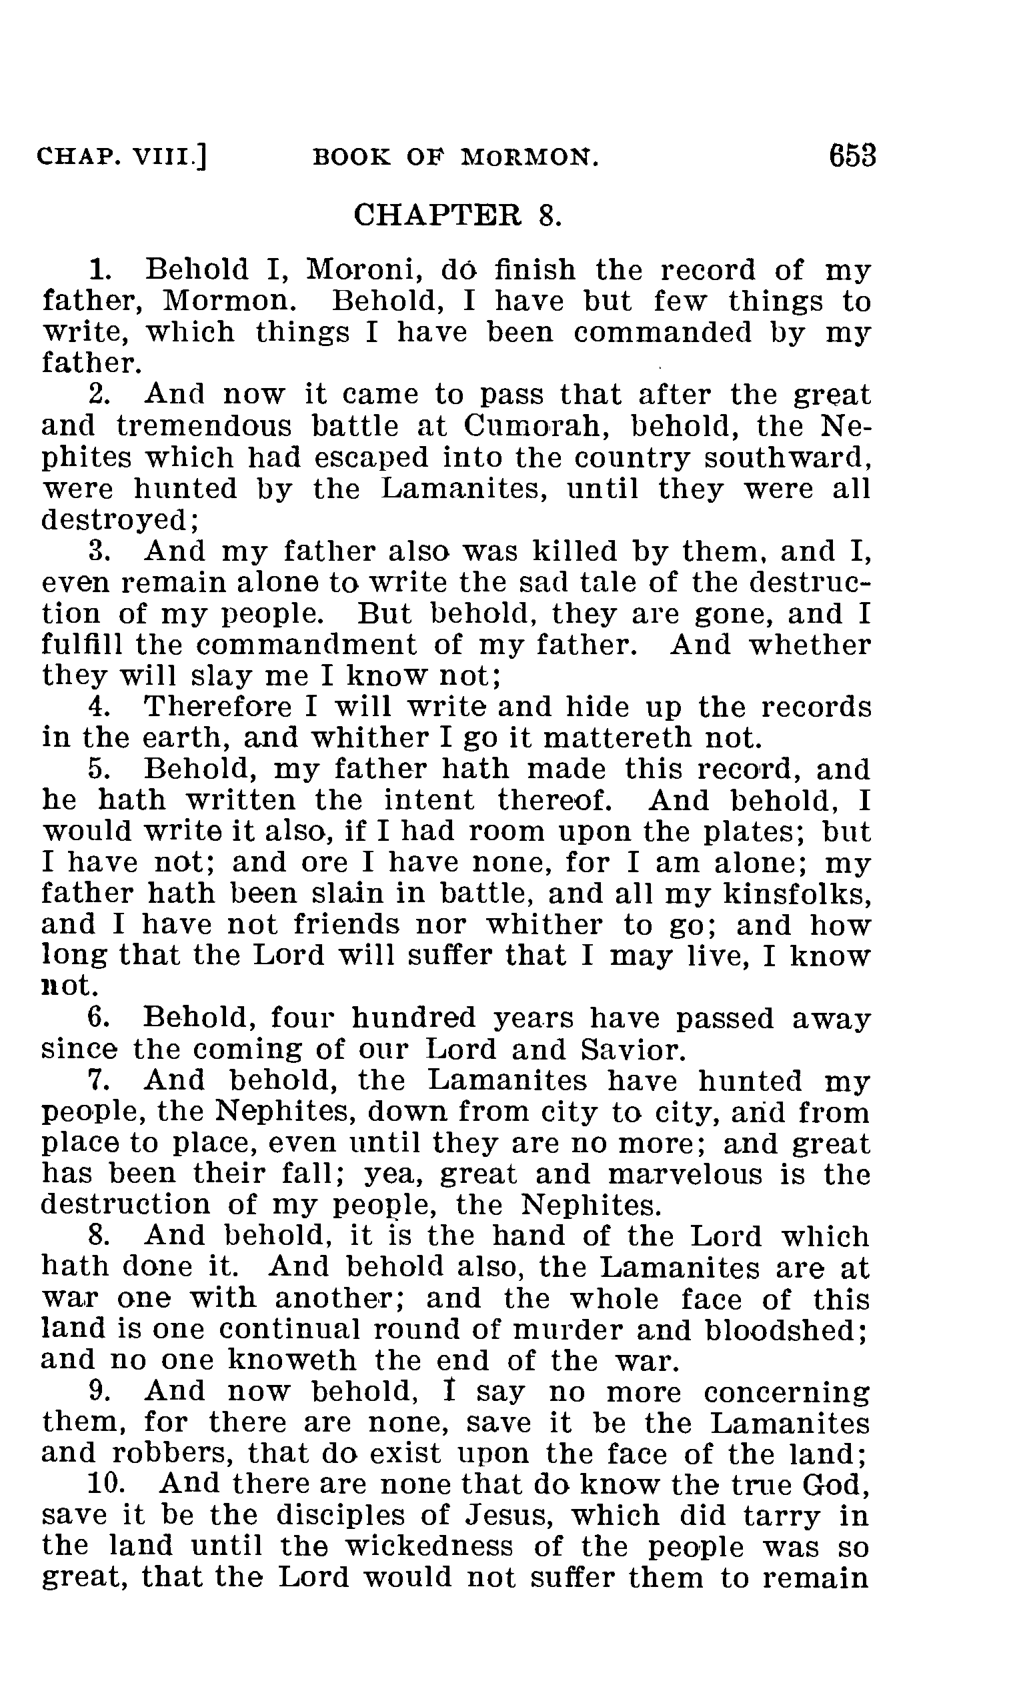 CHAP. VIII.] BOOK OF MORMON. 653
CHAPTER 8.
1. Behold I, Moroni, do finish the record of my
father, Mormon. Behold, I have but few things to
write, which things I have been commanded by my
father.
2. And now it came to pass that after the great
and tremendous battle at Cumorah, behold, the Ne-
phites which had escaped into the country southward,
were hunted by the Lamanites, until they were all
destroyed;
3. And my father also was killed by them, and I,
even remain alone to write the sad tale of the destruc-
tion of my people. But behold, they are gone, and I
fulfill the commandment of my father. And whether
they will slay me I know not;
4. Therefore I will write and hide up the records
in the earth, and whither I go it mattereth not.
5. Behold, my father hath made this record, and
he hath written the intent thereof. And behold, I
would write it also, if I had room upon the plates; but
I have not; and ore I have none, for I am alone; my
father hath been slain in battle, and all my kinsfolks,
and I have not friends nor whither to go; and how
long that the Lord will suffer that I may live, I know
not.
6. Behold, four hundred years have passed away
since the coming of our Lord and Savior.
7. And behold, the Lamanites have hunted my
people, the Nephites, down from city to city, and from
place to place, even until they are no more; and great
has been their fall; yea, great and marvelous is the
destruction of my people, the Nephites.
8. And behold, it is the hand of the Lord which
hath done it. And behold also, the Lamanites are at
war one with another; and the whole face of this
land is one continual round of murder and bloodshed;
and no one knoweth the end of the war.
9. And now behold, I say no more concerning
them, for there are none, save it be the Lamanites
and robbers, that do exist upon the face of the land;
10. And there are none that do know the true God,
save it be the disciples of Jesus, which did tarry in
the land until the wickedness of the people was so
great, that the Lord would not suffer them to remain